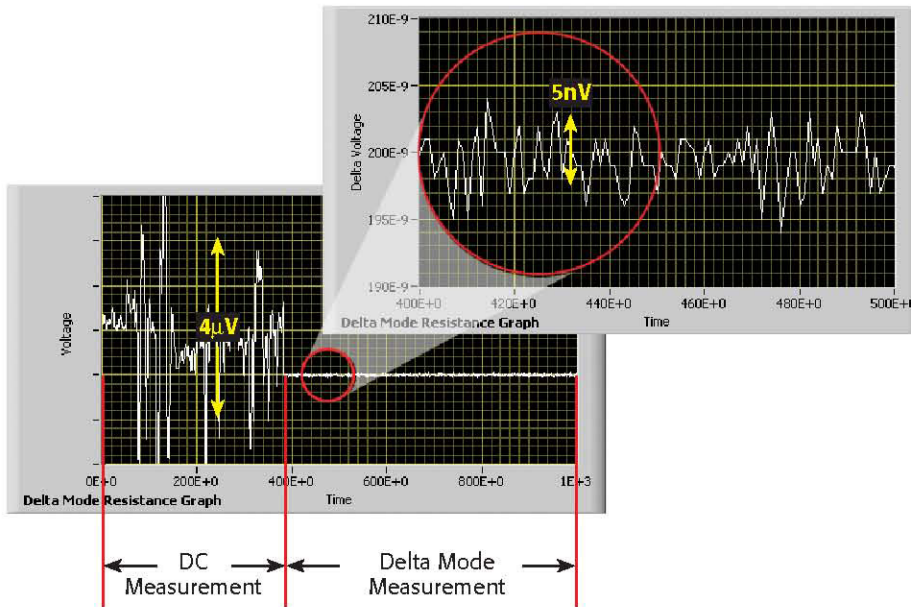 210E-9
205E-9
200E-9
195E-9
190E-9
Delta Voltage
5nV
400E+0
420E+0
440E+0
460E+0
480E+0
500E+0
Delta Mode Resistance Graph
Time
Voltage
4µV
0E+0
200E+0
400E+0
600E+0
800E+0
1E+3
Delta Mode Resistance Graph
Time
DC
Measurement
Delta Mode
Measurement